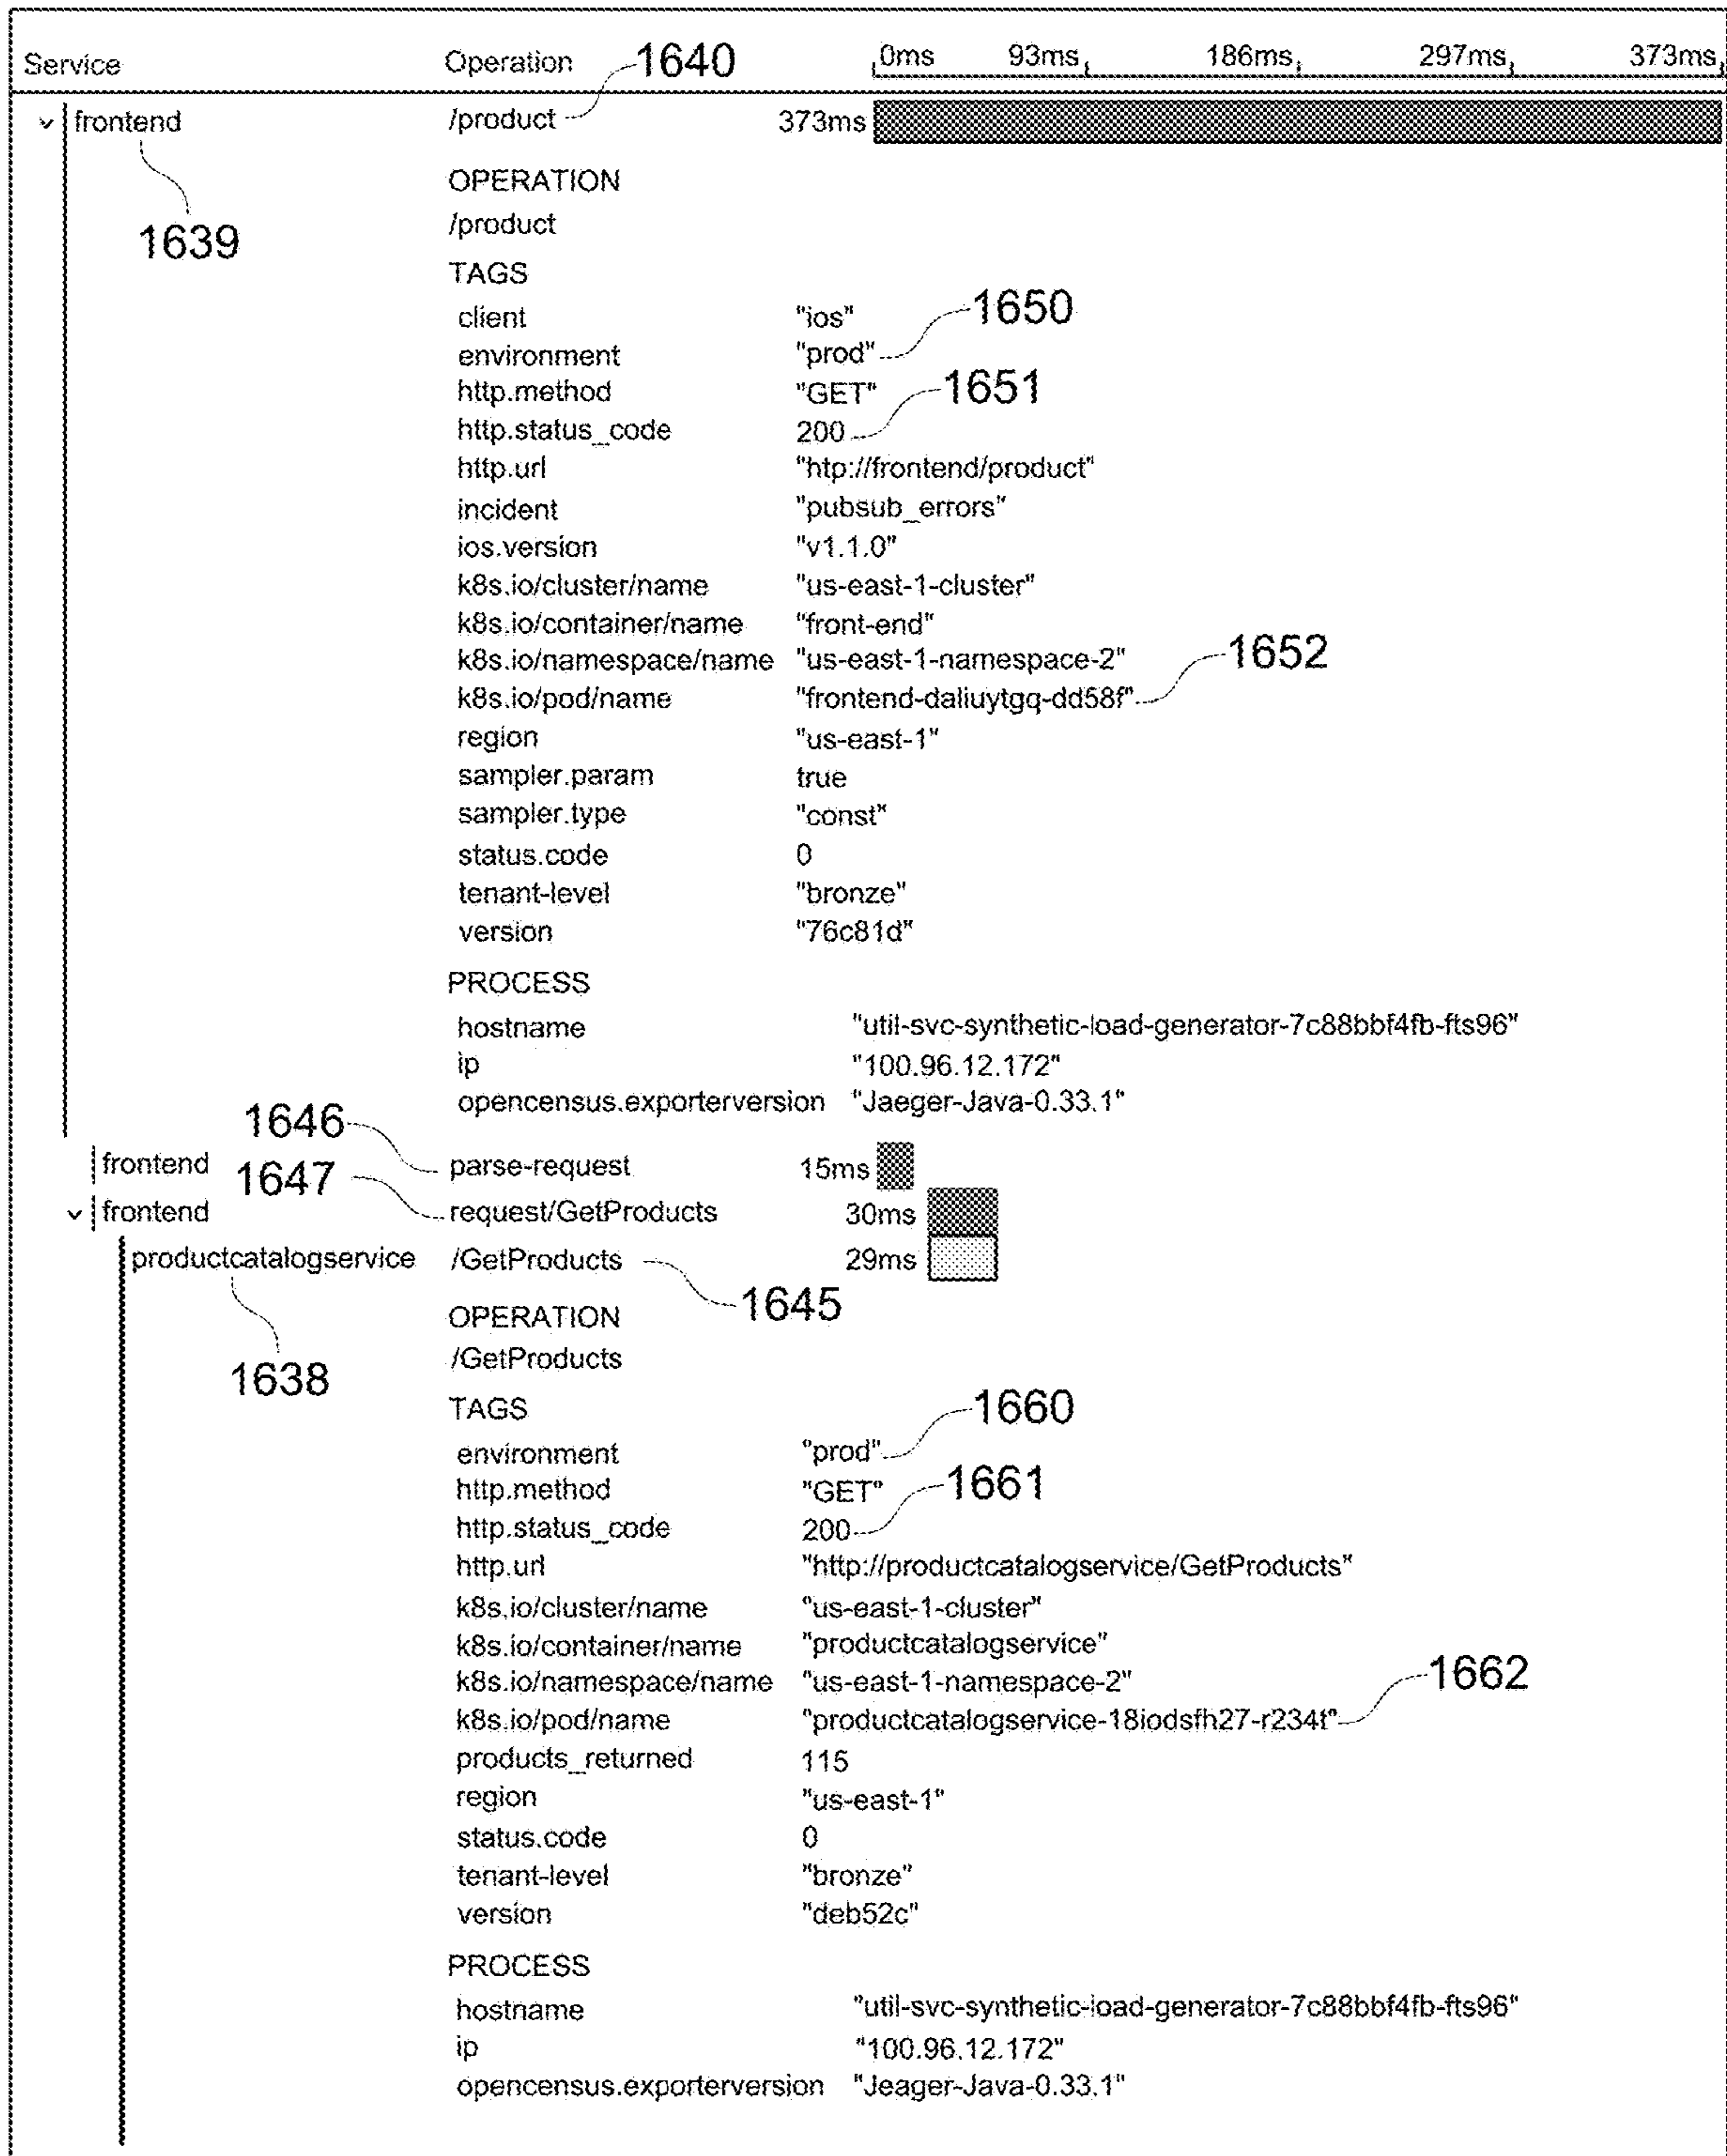 Service Operation 1640 0ms 93ms 186ms 297ms 373ms
frontend /product 373ms
OPERATION
1639 /product
TAGS
client "ios" 1650
environment "prod"
http.method "GET" 1651
http.status_code 200
http.url "htp://frontend/product"
incident "pubsub_errors"
ios.version "v1.1.0"
k8s.io/cluster/name "us-east-1-cluster"
k8s.io/container/name "front-end"
k8s.io/namespace/name "us-east-1-namespace-2" 1652
k8s.io/pod/name "frontend-daliuytgq-dd58f"
region "us-east-1"
sampler.param true
sampler.type "const"
status.code 0
tenant-level "bronze"
version "76c81d"
PROCESS
hostname "util-svc-synthetic-load-generator-7c88bbf4fb-fts96"
ip "100.96.12.172"
opencensus.exporterversion "Jaeger-Java-0.33.1"
1646
frontend parse-request 15ms
1647
frontend request/GetProducts 30ms
productcatalogservice /GetProducts 29ms
1645
OPERATION
/GetProducts
1638
TAGS 1660
environment "prod"
http.method "GET" 1661
http.status_code 200
http.url "http://productcatalogservice/GetProducts"
k8s.io/cluster/name "us-east-1-cluster"
k8s.io/container/name "productcatalogservice"
k8s.io/namespace/name "us-east-1-namespace-2" 1662
k8s.io/pod/name "productcatalogservice-18iodsfh27-r234t"
products_returned 115
region "us-east-1"
status.code 0
tenant-level "bronze"
version "deb52c"
PROCESS
hostname "util-svc-synthetic-load-generator-7c88bbf4fb-fts96"
ip "100.96.12.172"
opencensus.exporterversion "Jeager-Java-0.33.1"